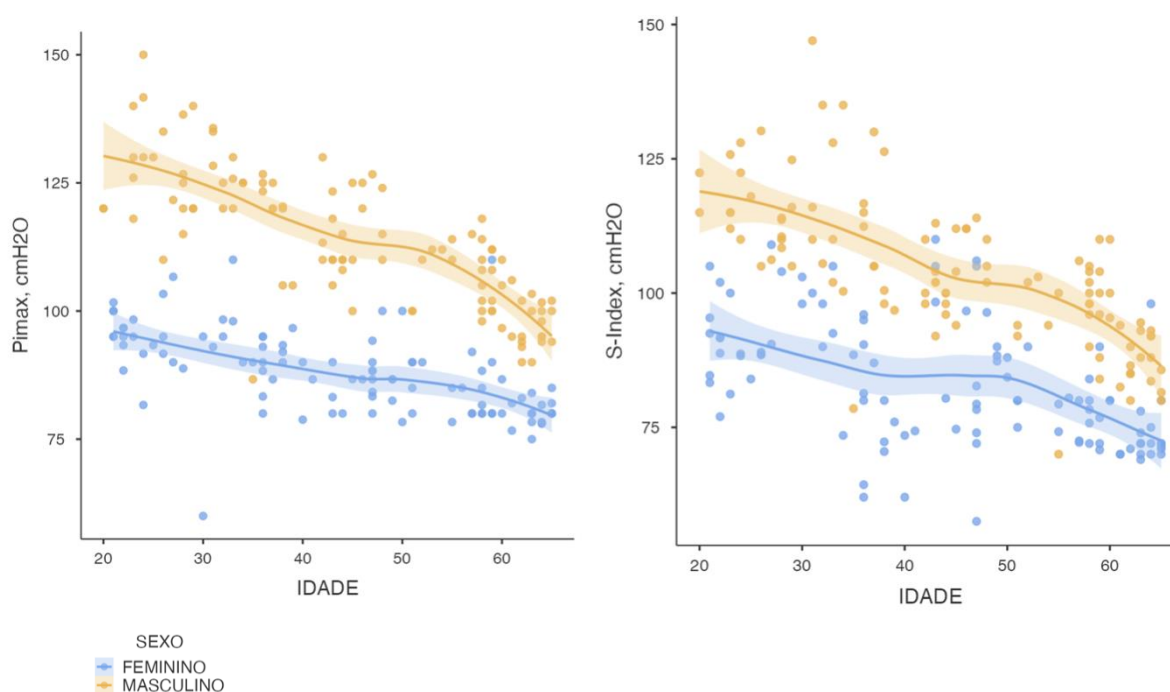 150
125
100
75
Pimax, cmH2O
20
30
40
50
60
IDADE
150
125
100
75
S-Index, cmH2O
20
30
40
50
60
IDADE
SEXO
FEMININO
MASCULINO